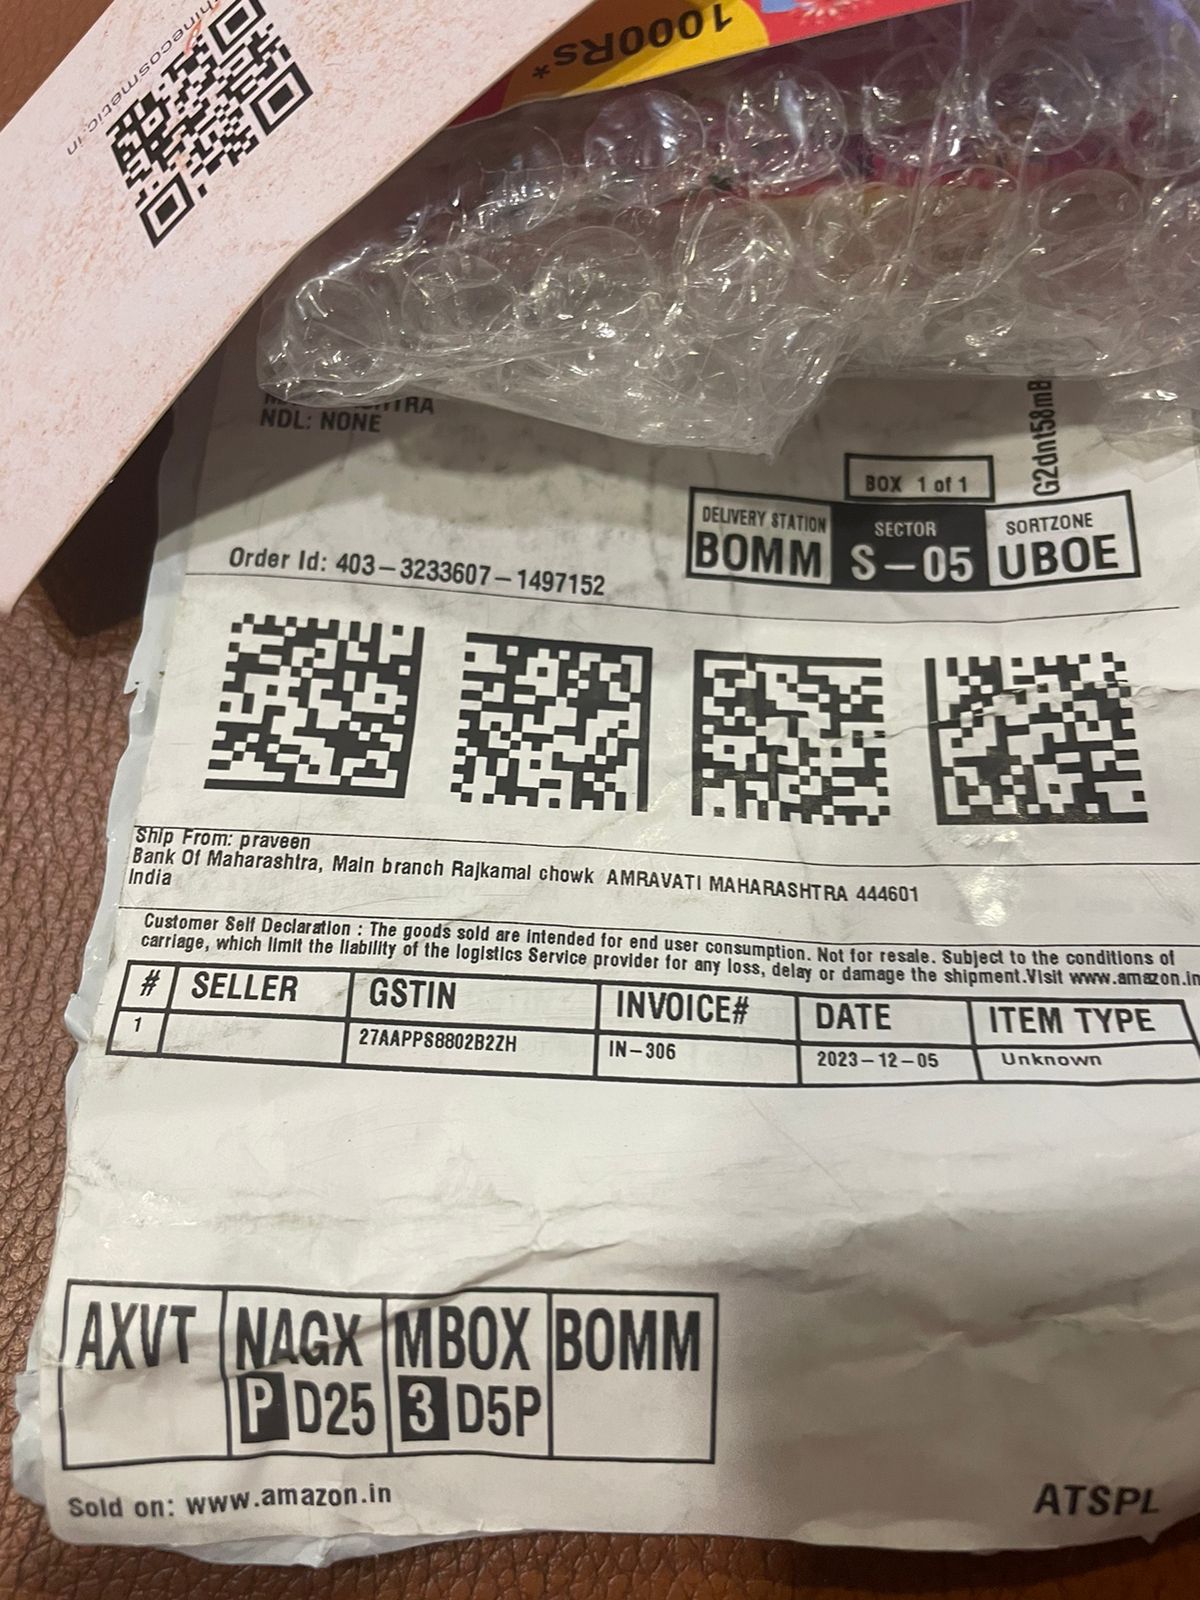 hinecosmetic.in
1000Rs*
NDL: NONE
G2dnt58mB
BOX 1 of 1
DELIVERY STATION
BOMM
SECTOR
S-05
SORTZONE
UBOE
Order Id: 403-3233607-1497152
Ship From: praveen
Bank Of Maharashtra, Main branch Rajkamal chowk AMRAVATI MAHARASHTRA 444601
India
Customer Self Declaration : The goods sold are intended for end user consumption. Not for resale. Subject to the conditions of
carriage, which limit the liability of the logistics Service provider for any loss, delay or damage the shipment.Visit www.amazon.in
# SELLER GSTIN INVOICE# DATE ITEM TYPE
1 27AAPPS8802B2ZH IN-306 2023-12-05 Unknown
AXVT NAGX MBOX BOMM
P D25 3 D5P
Sold on: www.amazon.in
ATSPL